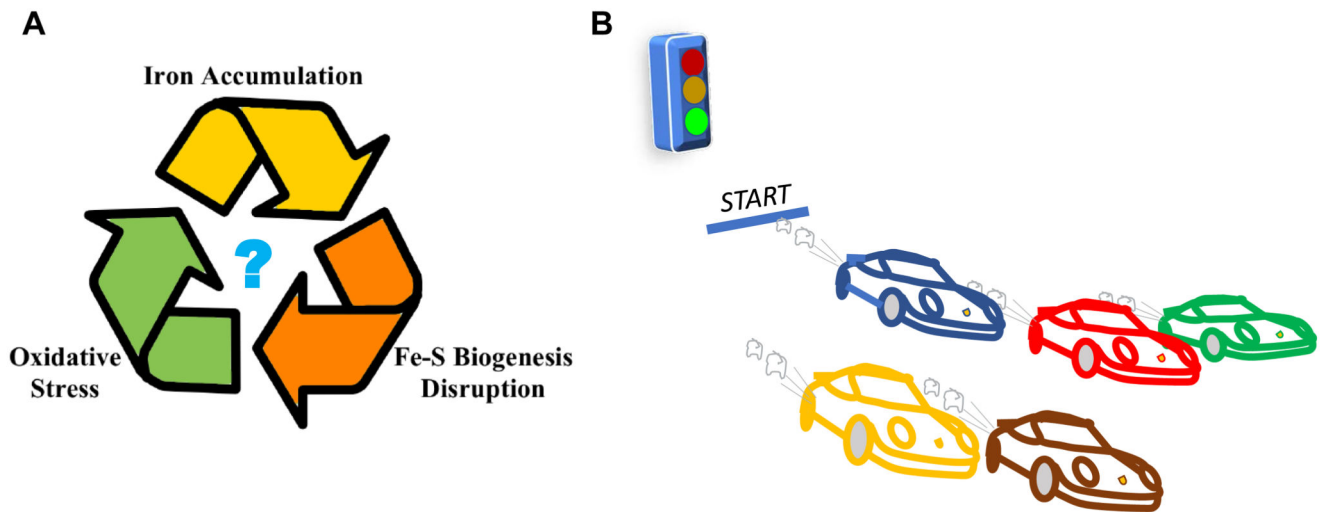 A
Iron Accumulation
?
Oxidative
Stress
Fe-S Biogenesis
Disruption
B
START